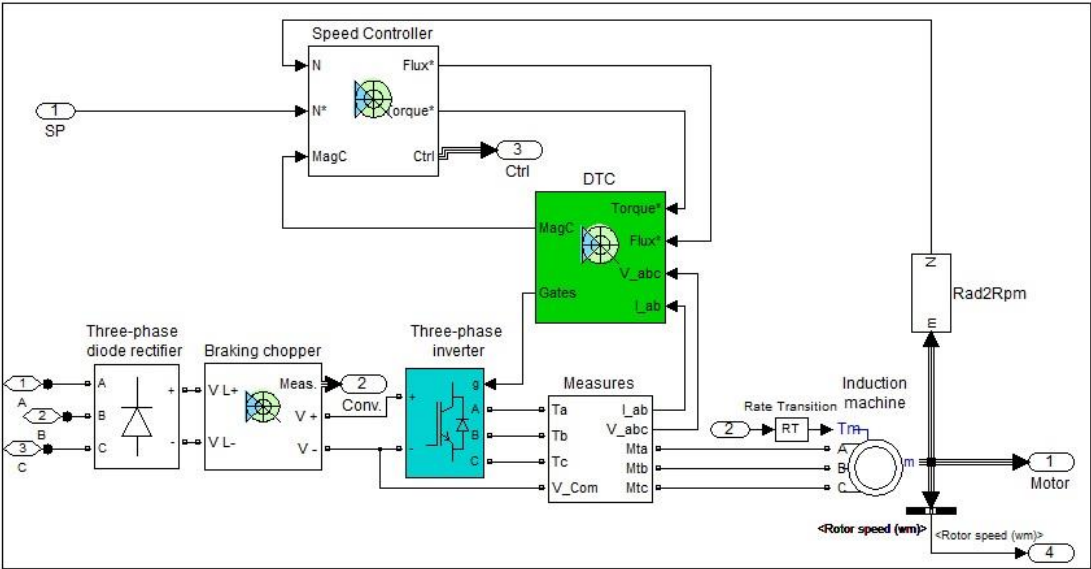 Speed Controller
N
Flux*
1
SP
N*
orque*
MagC
Ctrl
3
Ctrl
DTC
Torque*
MagC
Flux*
V_abc
Gates
I_ab
N
m
Rad2Rpm
Three-phase
diode rectifier
Braking chopper
Three-phase
inverter
Measures
Induction
machine
1
A
A
+
V L+
Meas.
2
Conv.
+
g
A
Ta
I_ab
Rate Transition
2
B
B
V +
V_abc
2
RT
Tm
B
Tb
Mta
A
3
C
C
-
V L-
V -
-
C
Tc
Mtb
B
m
1
Motor
V_Com
Mtc
C
<Rotor speed (wm)>
<Rotor speed (wm)>
4